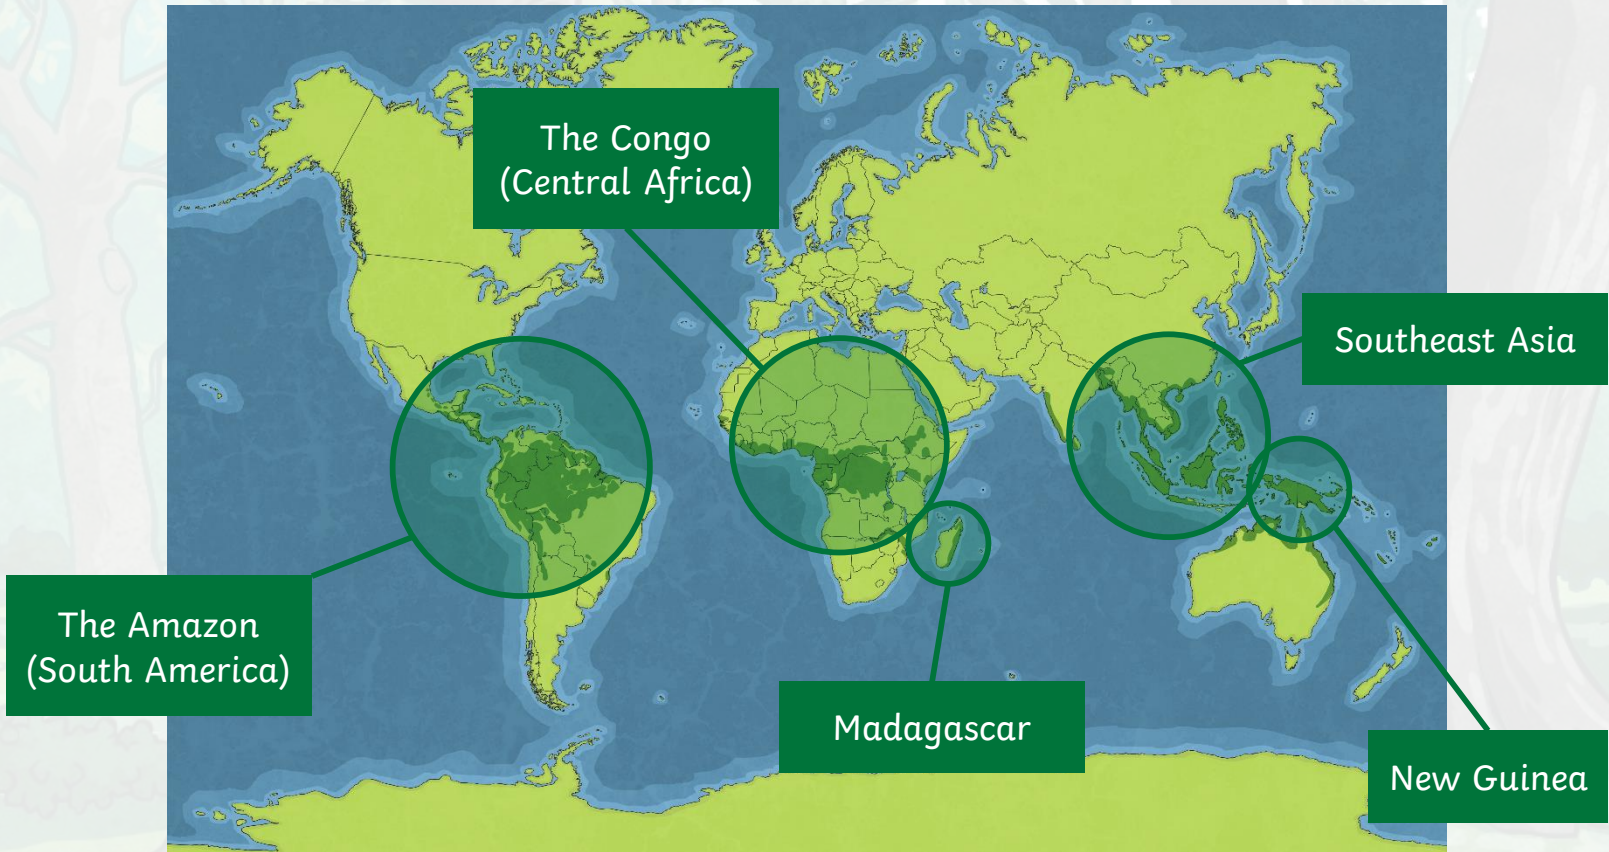 The Congo
(Central Africa)
Southeast Asia
The Amazon
(South America)
Madagascar
New Guinea